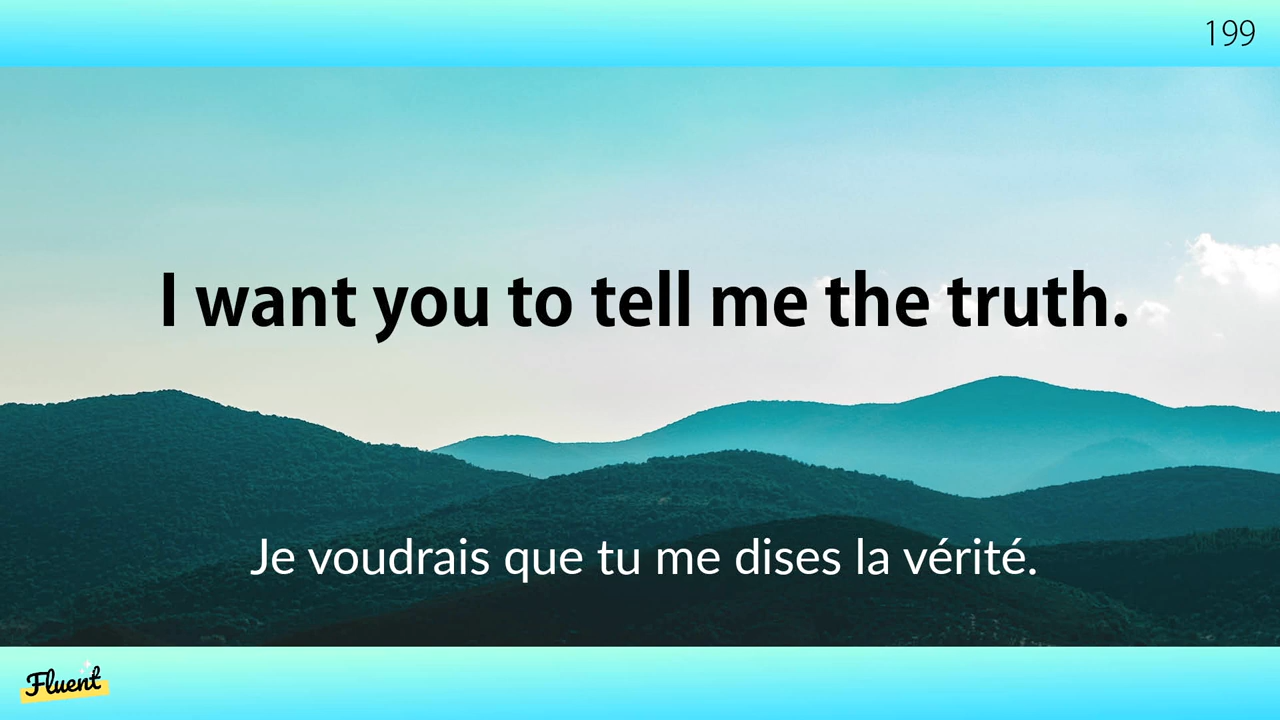 199
I want you to tell me the truth.
Je voudrais que tu me dises la vérité.
Fluent